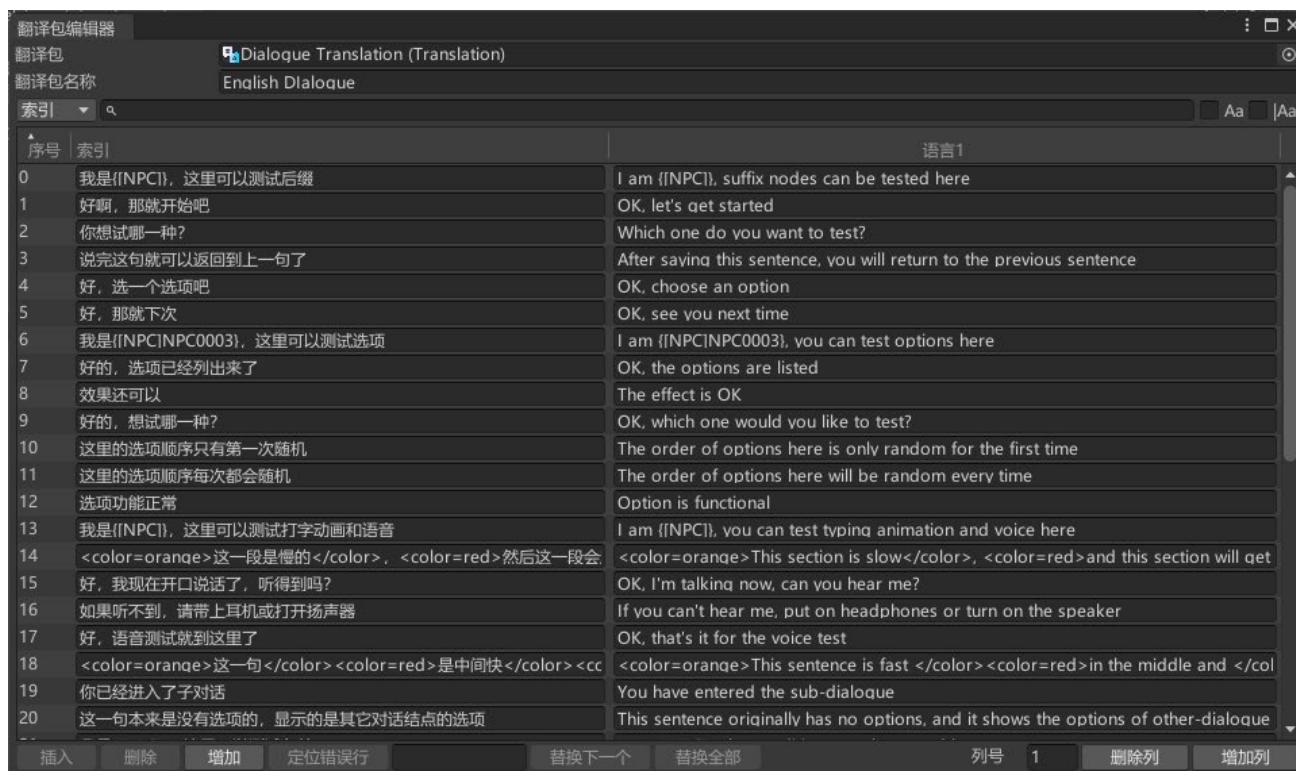 翻译包编辑器
翻译包 Dialogue Translation (Translation)
翻译包名称 English DIalogue
索引 Aa |Aa
序号 索引 语言1
0 我是{[NPC]}，这里可以测试后缀 I am {[NPC]}, suffix nodes can be tested here
1 好啊，那就开始吧 OK, let's get started
2 你想试哪一种？ Which one do you want to test?
3 说完这句就可以返回到上一句了 After saying this sentence, you will return to the previous sentence
4 好，选一个选项吧 OK, choose an option
5 好，那就下次 OK, see you next time
6 我是{[NPC]NPC0003}，这里可以测试选项 I am {[NPC]NPC0003}, you can test options here
7 好的，选项已经列出来了 OK, the options are listed
8 效果还可以 The effect is OK
9 好的，想试哪一种？ OK, which one would you like to test?
10 这里的选项顺序只有第一次随机 The order of options here is only random for the first time
11 这里的选项顺序每次都会随机 The order of options here will be random every time
12 选项功能正常 Option is functional
13 我是{[NPC]}，这里可以测试打字动画和语音 I am {[NPC]}, you can test typing animation and voice here
14 <color=orange>这一段是慢的</color>，<color=red>然后这一段会 <color=orange>This section is slow</color>, <color=red>and this section will get
15 好，我现在开口说话了，听得到吗？ OK, I'm talking now, can you hear me?
16 如果听不到，请带上耳机或打开扬声器 If you can't hear me, put on headphones or turn on the speaker
17 好，语音测试就到这里了 OK, that's it for the voice test
18 <color=orange>这一句</color><color=red>是中间快</color><cc <color=orange>This sentence is fast </color><color=red>in the middle and </col
19 你已经进入了子对话 You have entered the sub-dialogue
20 这一句本来是没有选项的，显示的是其它对话结点的选项 This sentence originally has no options, and it shows the options of other-dialogue
插入 删除 增加 定位错误行 替换下一个 替换全部 列号 1 删除列 增加列